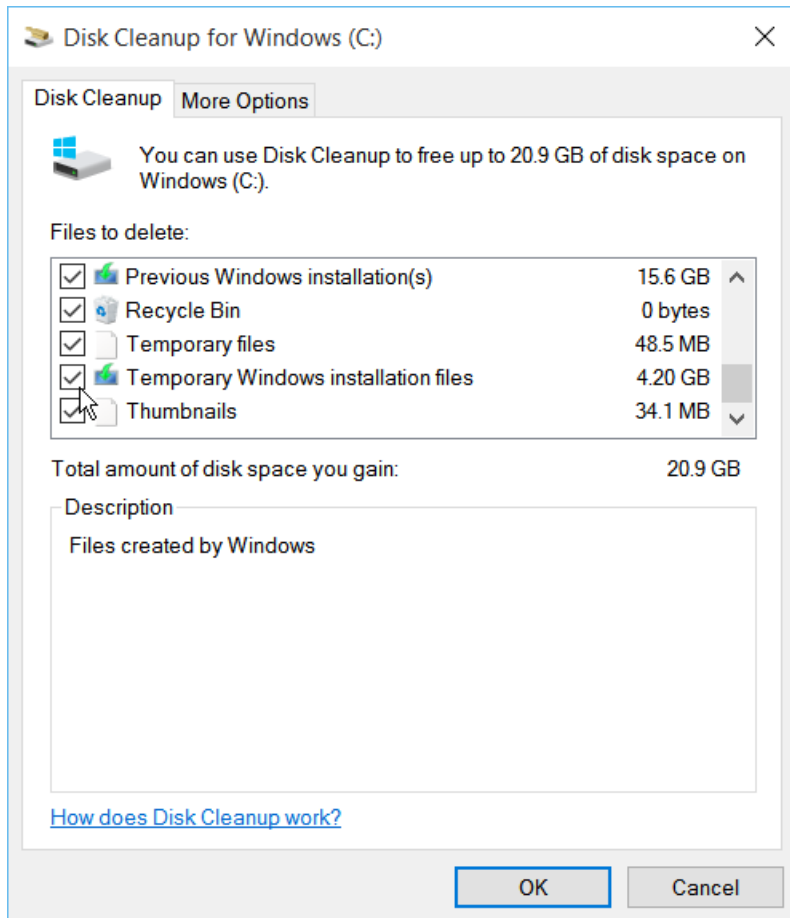 Disk Cleanup for Windows (C:)
Disk Cleanup
More Options
You can use Disk Cleanup to free up to 20.9 GB of disk space on
Windows (C:).
Files to delete:
Previous Windows installation(s) 15.6 GB
Recycle Bin 0 bytes
Temporary files 48.5 MB
Temporary Windows installation files 4.20 GB
Thumbnails 34.1 MB
Total amount of disk space you gain: 20.9 GB
Description
Files created by Windows
How does Disk Cleanup work?
OK
Cancel